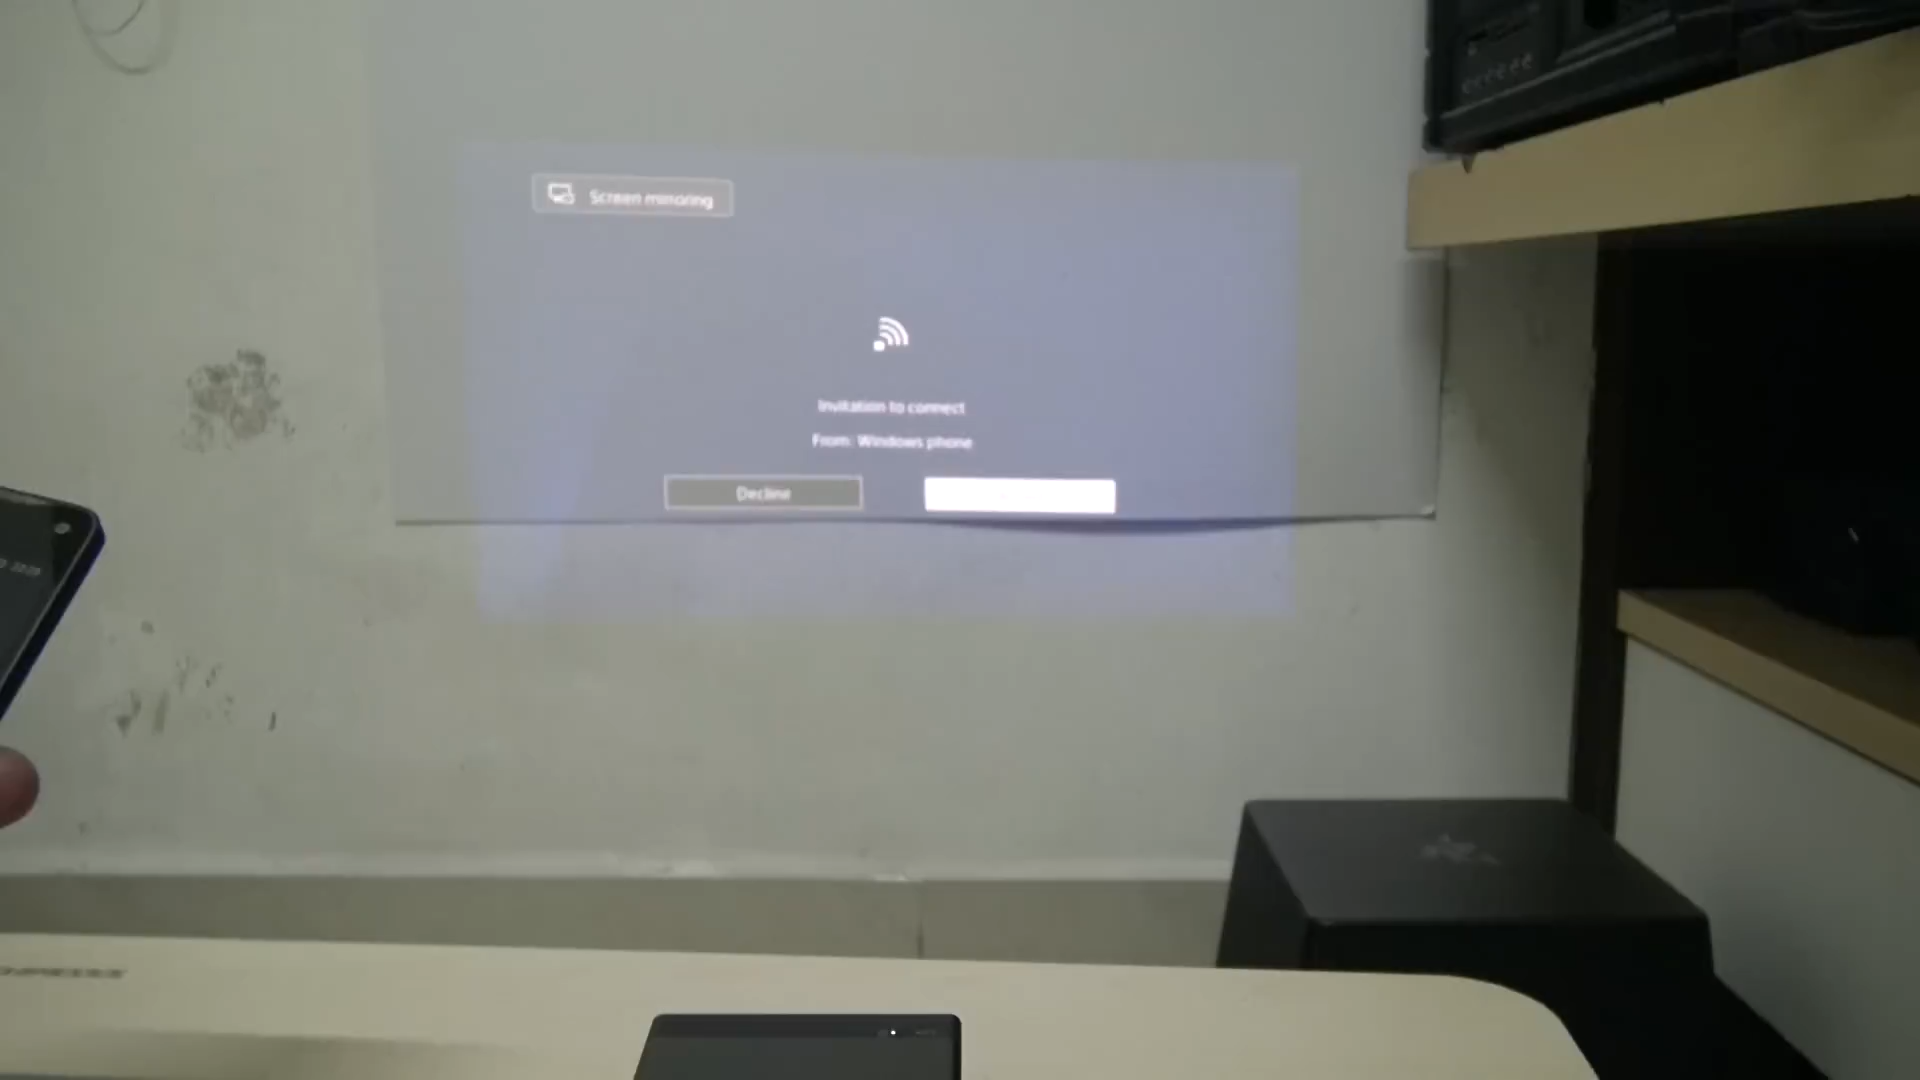 Screen mirroring
Invitation to connect
From: Windows phone
Decline